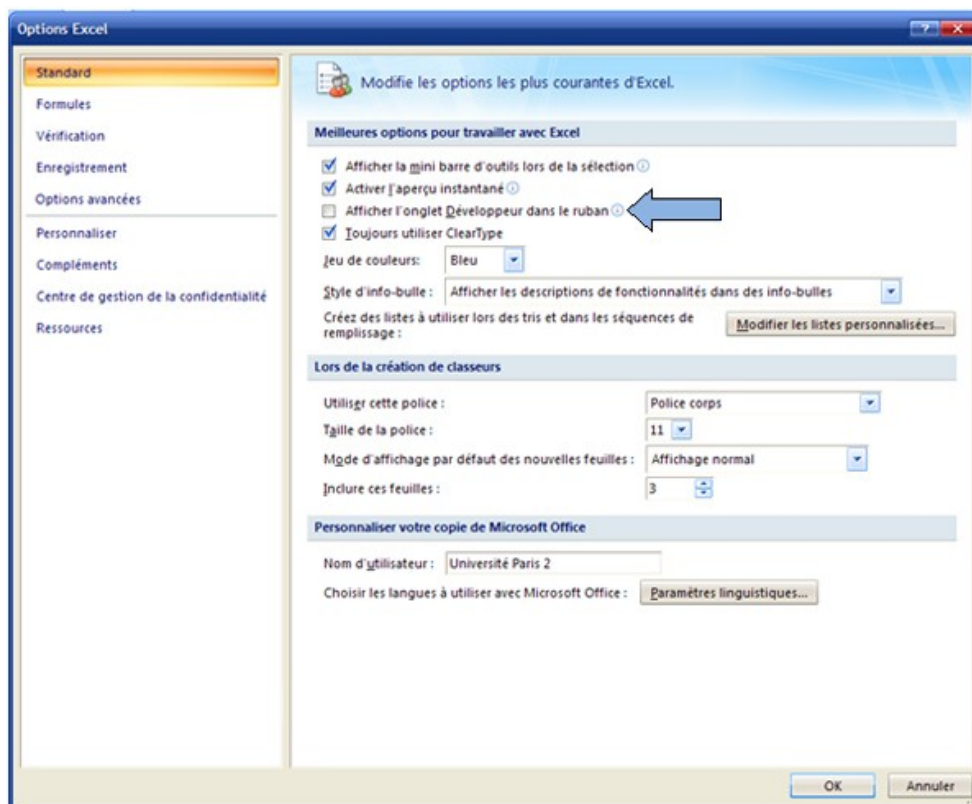 Options Excel
Standard
Formules
Vérification
Enregistrement
Options avancées
Personnaliser
Compléments
Centre de gestion de la confidentialité
Ressources
Modifie les options les plus courantes d'Excel.
Meilleures options pour travailler avec Excel
Afficher la mini barre d'outils lors de la sélection
Activer l'aperçu instantané
Afficher l'onglet Développeur dans le ruban
Toujours utiliser ClearType
Jeu de couleurs: Bleu
Style d'info-bulle : Afficher les descriptions de fonctionnalités dans des info-bulles
Créez des listes à utiliser lors des tris et dans les séquences de
remplissage : Modifier les listes personnalisées...
Lors de la création de classeurs
Utiliser cette police : Police corps
Taille de la police : 11
Mode d'affichage par défaut des nouvelles feuilles : Affichage normal
Inclure ces feuilles : 3
Personnaliser votre copie de Microsoft Office
Nom d'utilisateur : Université Paris 2
Choisir les langues à utiliser avec Microsoft Office : Paramètres linguistiques...
OK Annuler